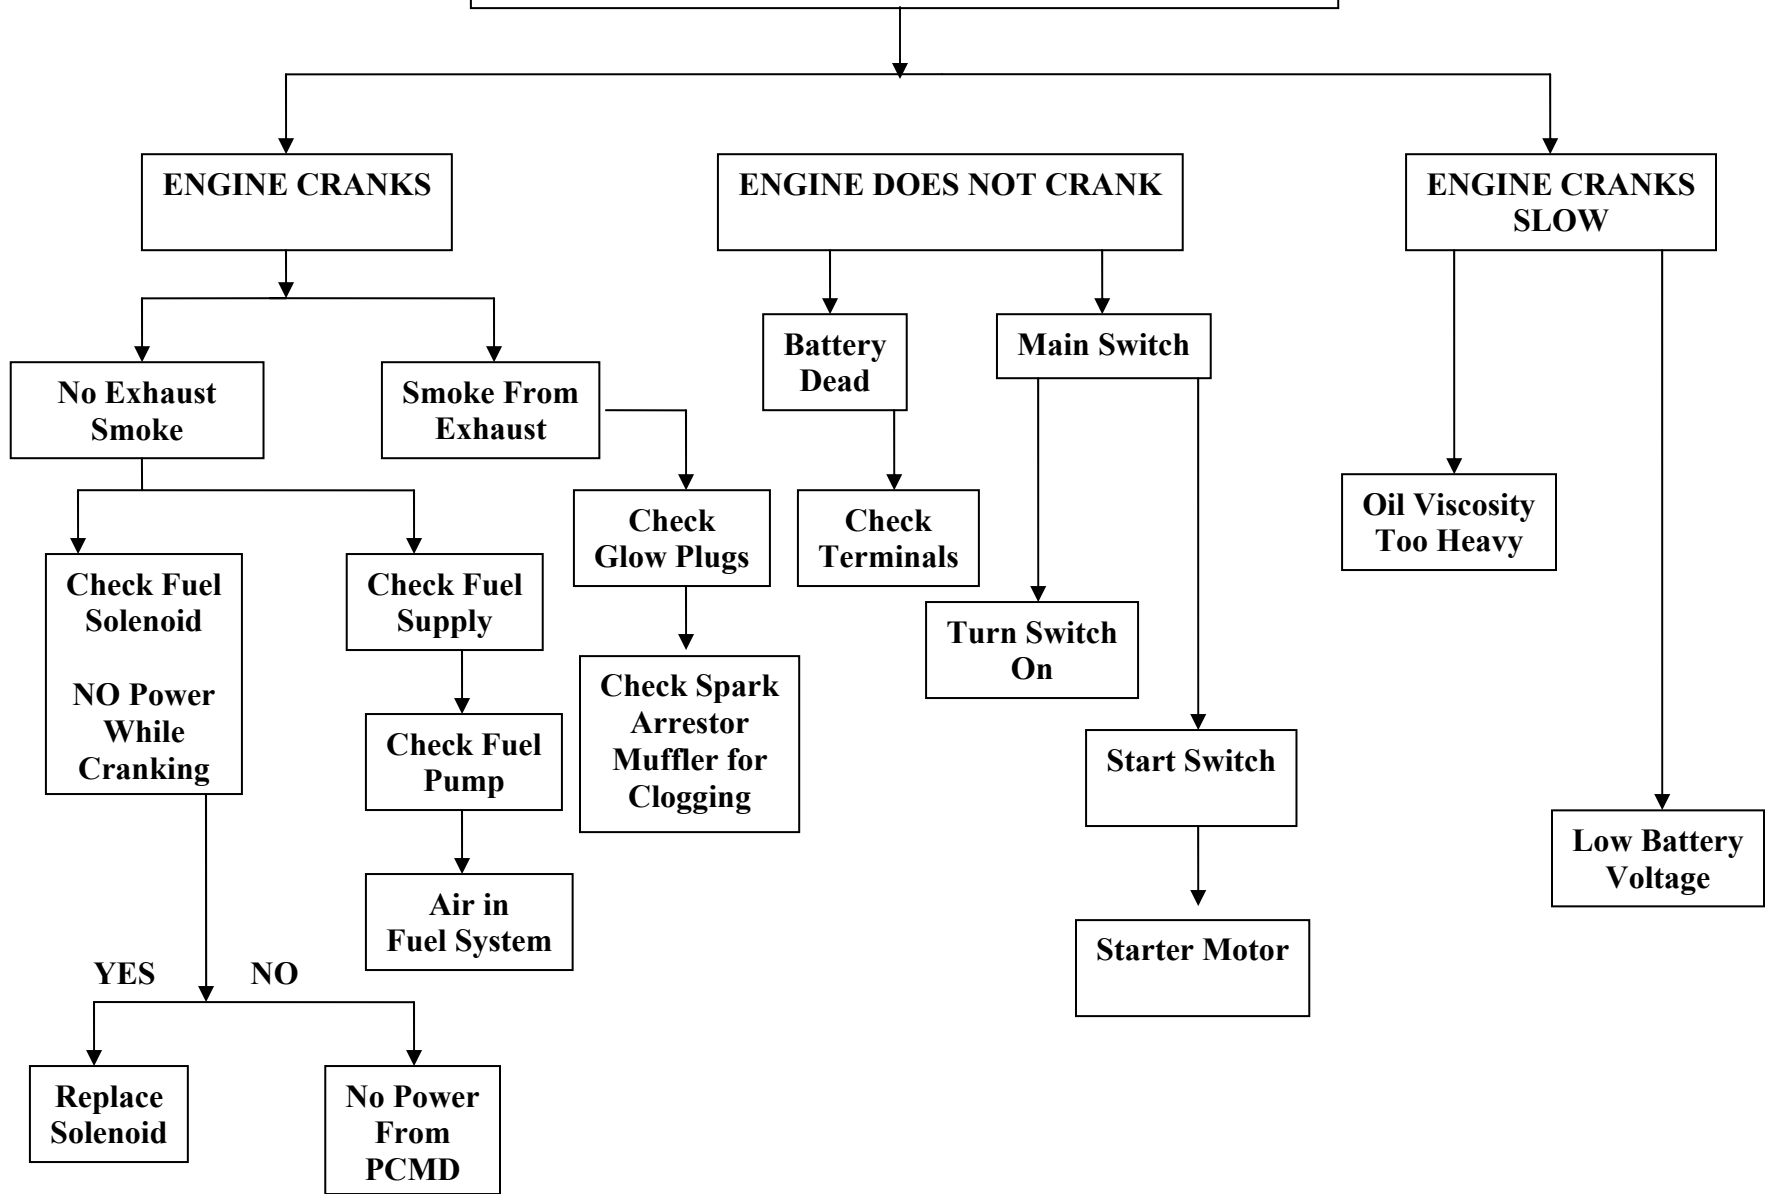 ENGINE CRANKS
ENGINE DOES NOT CRANK
ENGINE CRANKS
SLOW
No Exhaust
Smoke
Smoke From
Exhaust
Battery
Dead
Main Switch
Check Fuel
Solenoid
NO Power
While
Cranking
Check Fuel
Supply
Check
Glow Plugs
Check
Terminals
Oil Viscosity
Too Heavy
Turn Switch
On
Check Spark
Arrestor
Muffler for
Clogging
Check Fuel
Pump
Start Switch
Low Battery
Voltage
Air in
Fuel System
Starter Motor
YES
NO
Replace
Solenoid
No Power
From
PCMD